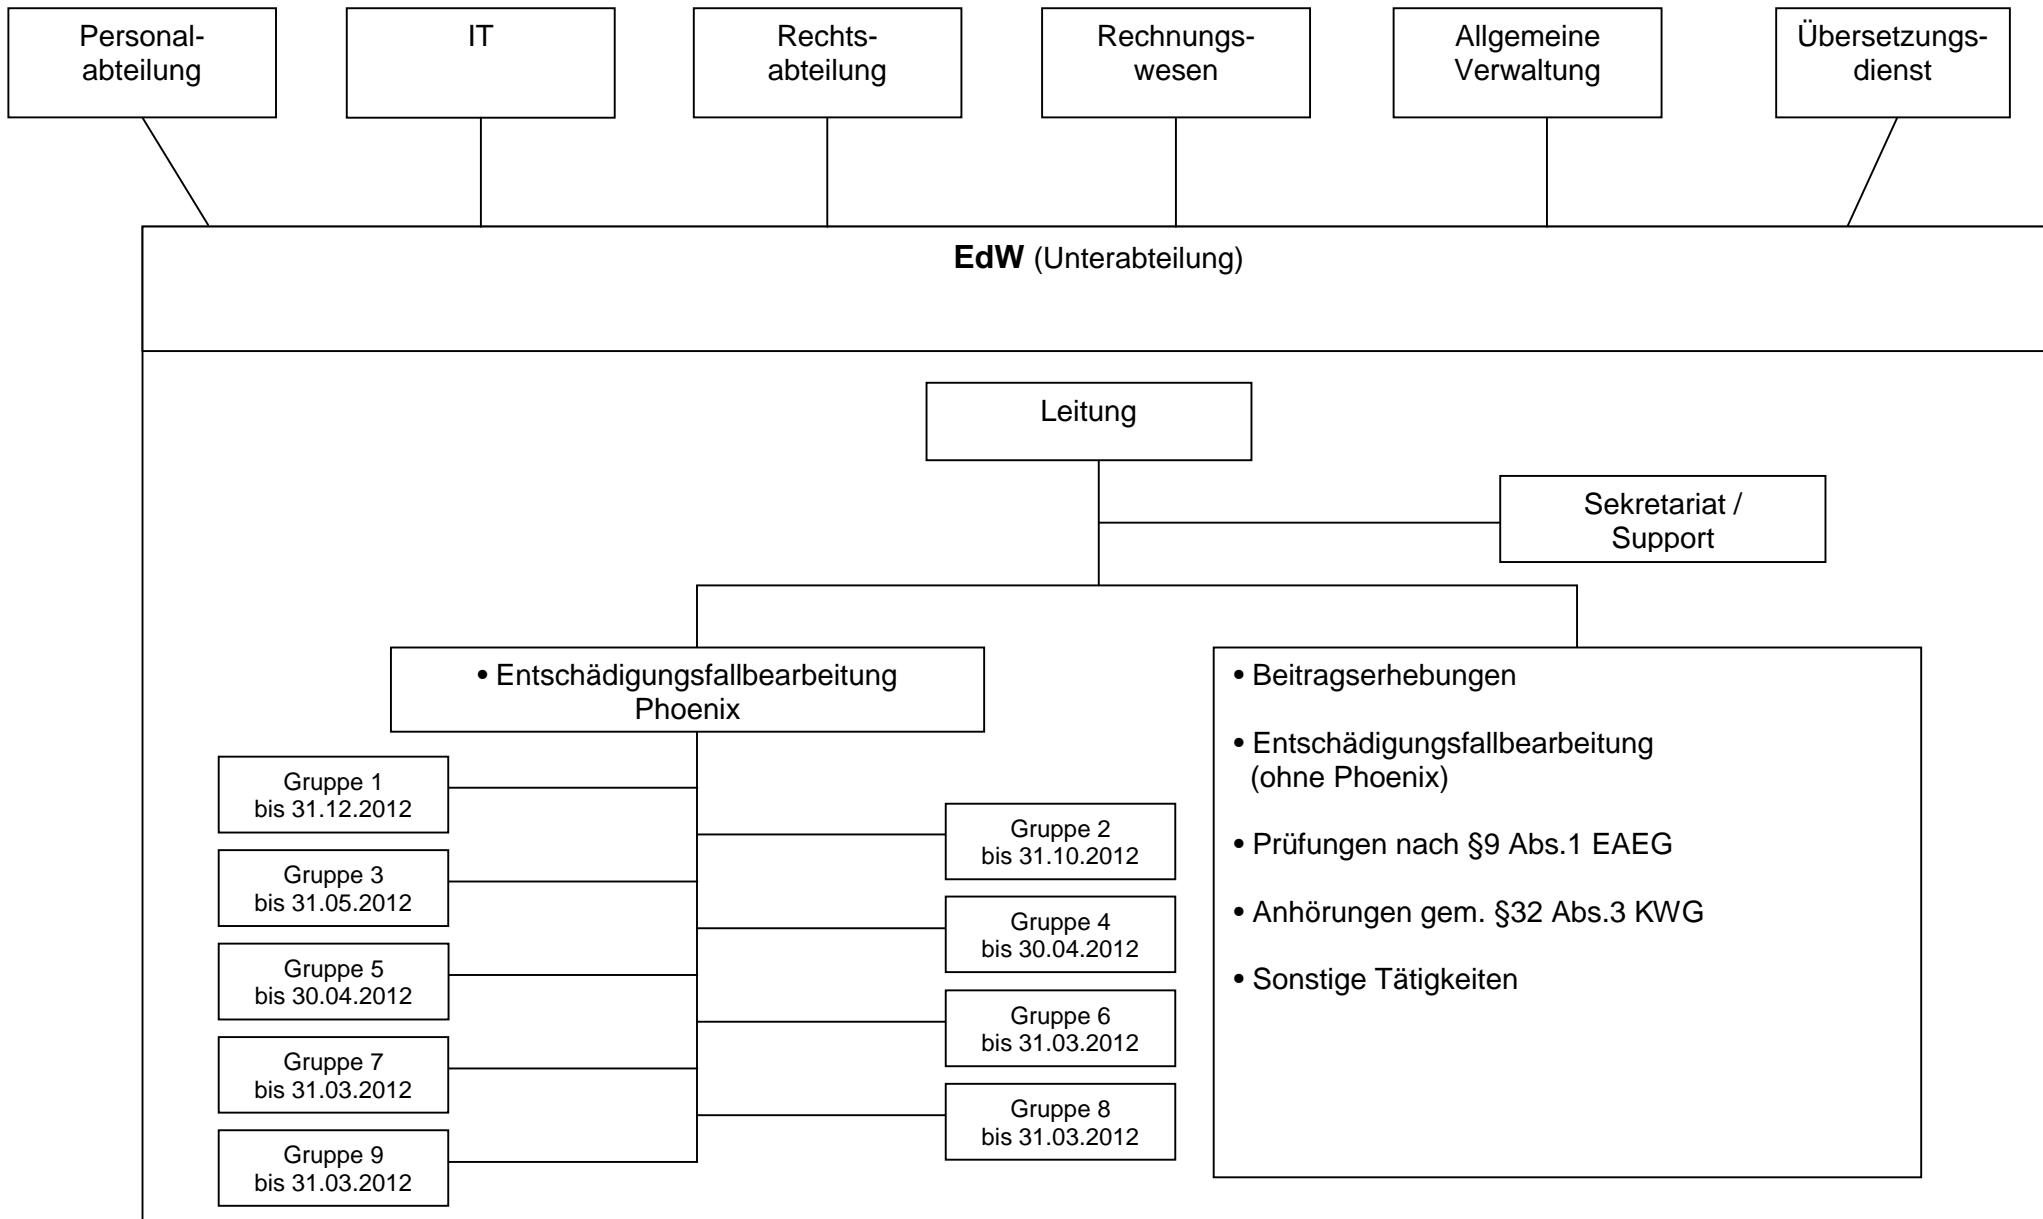 Personal-
abteilung
IT
Rechts-
abteilung
Rechnungs-
wesen
Allgemeine
Verwaltung
Übersetzungs-
dienst
EdW (Unterabteilung)
Leitung
Sekretariat /
Support
• Entschädigungsfallbearbeitung
Phoenix
Gruppe 1
bis 31.12.2012
Gruppe 2
bis 31.10.2012
Gruppe 3
bis 31.05.2012
Gruppe 4
bis 30.04.2012
Gruppe 5
bis 30.04.2012
Gruppe 6
bis 31.03.2012
Gruppe 7
bis 31.03.2012
Gruppe 8
bis 31.03.2012
Gruppe 9
bis 31.03.2012
• Beitragserhebungen
• Entschädigungsfallbearbeitung
(ohne Phoenix)
• Prüfungen nach §9 Abs.1 EAEG
• Anhörungen gem. §32 Abs.3 KWG
• Sonstige Tätigkeiten